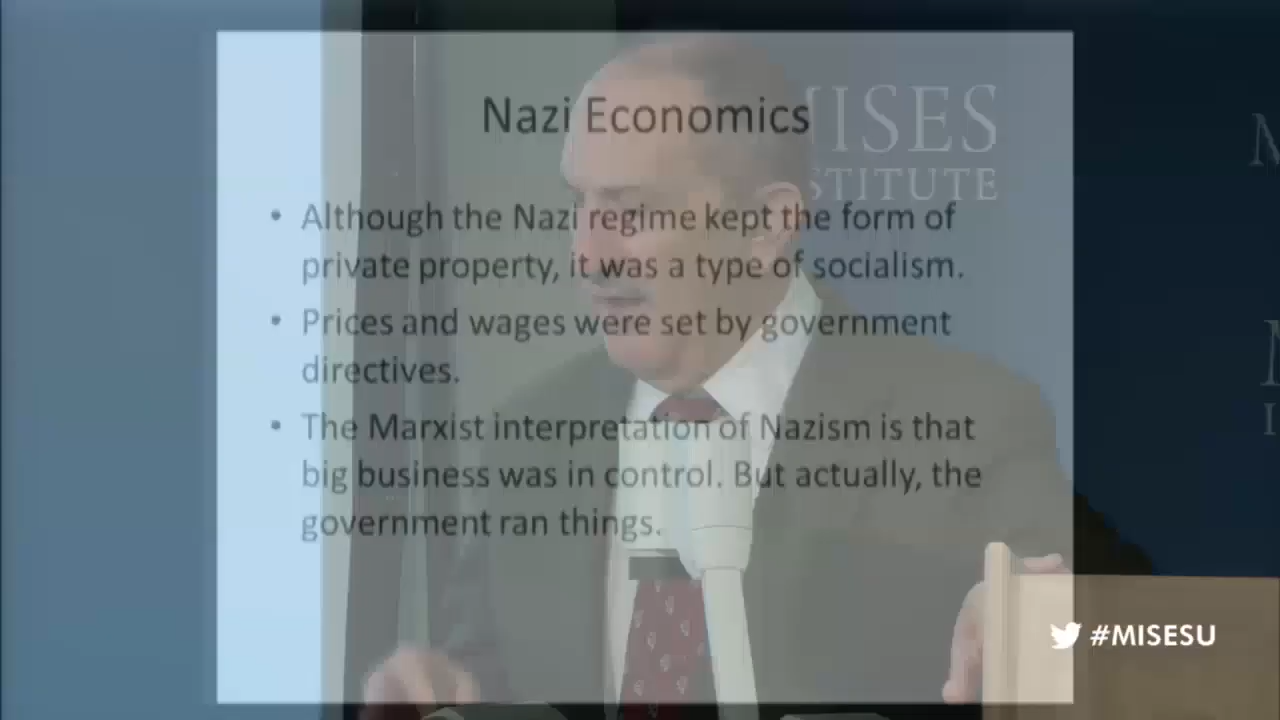 Nazi Economics
• Although the Nazi regime kept the form of
private property, it was a type of socialism.
• Prices and wages were set by government
directives.
• The Marxist interpretation of Nazism is that
big business was in control. But actually, the
government ran things.
MISES
STITUTE
#MISESU